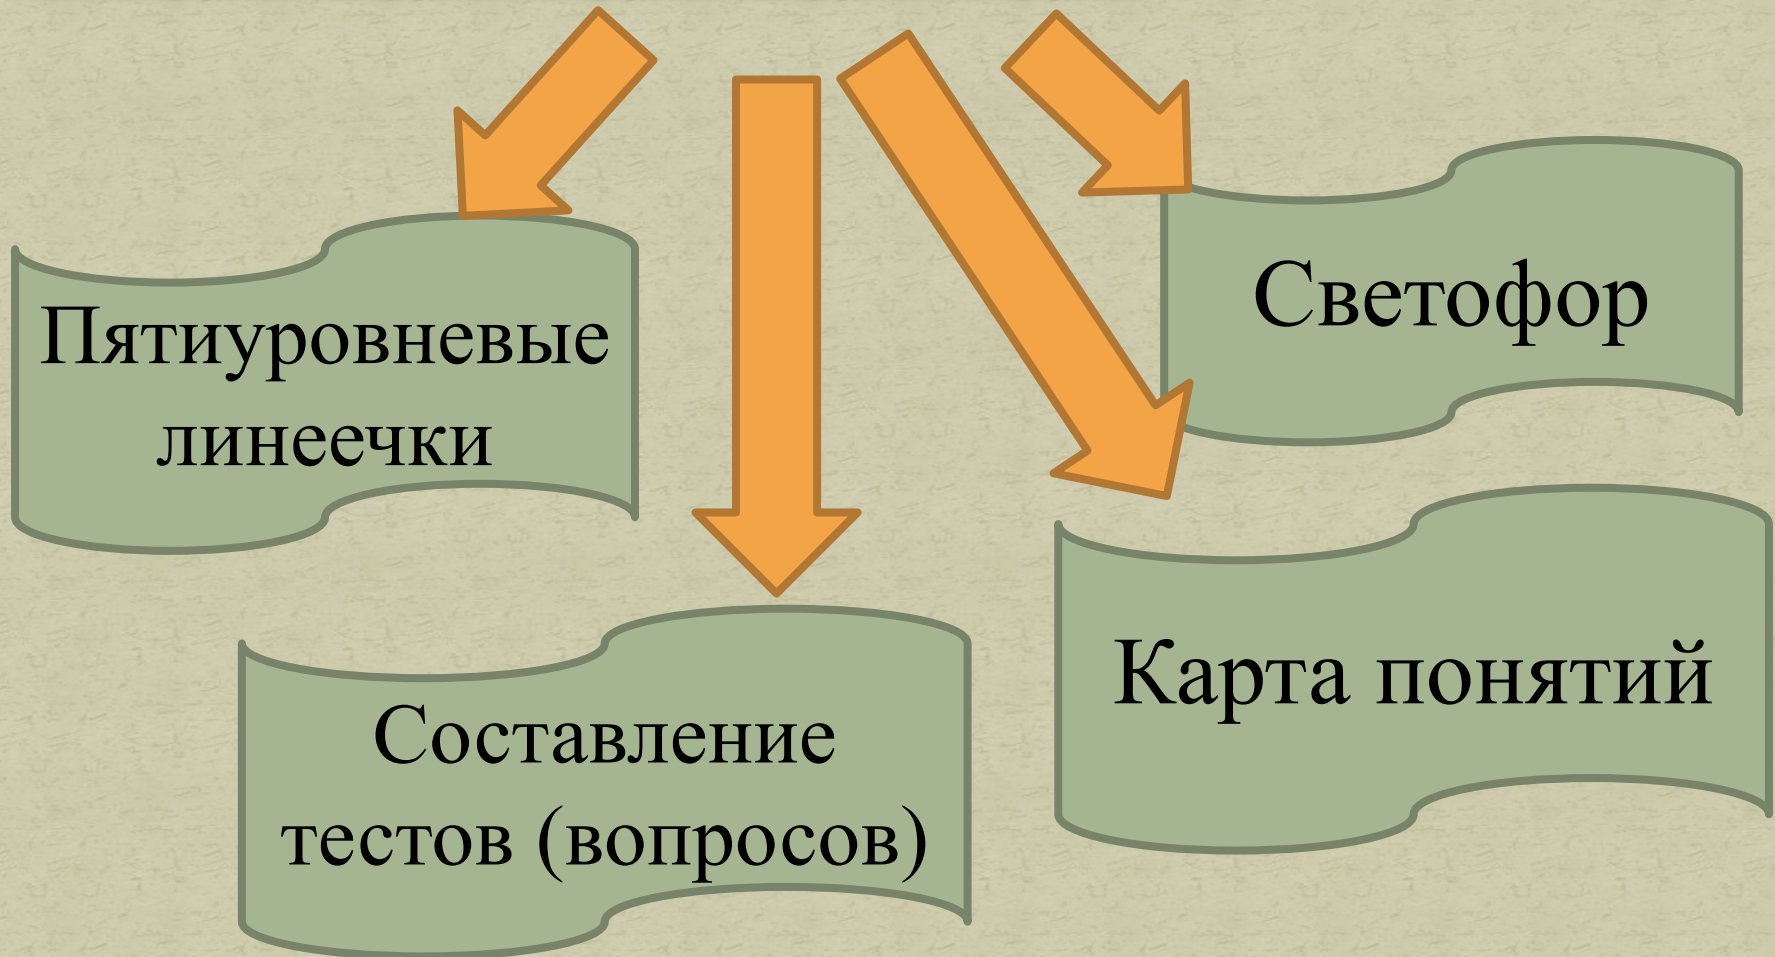 Пятиуровневые
линеечки
Светофор
Составление
тестов (вопросов)
Карта понятий